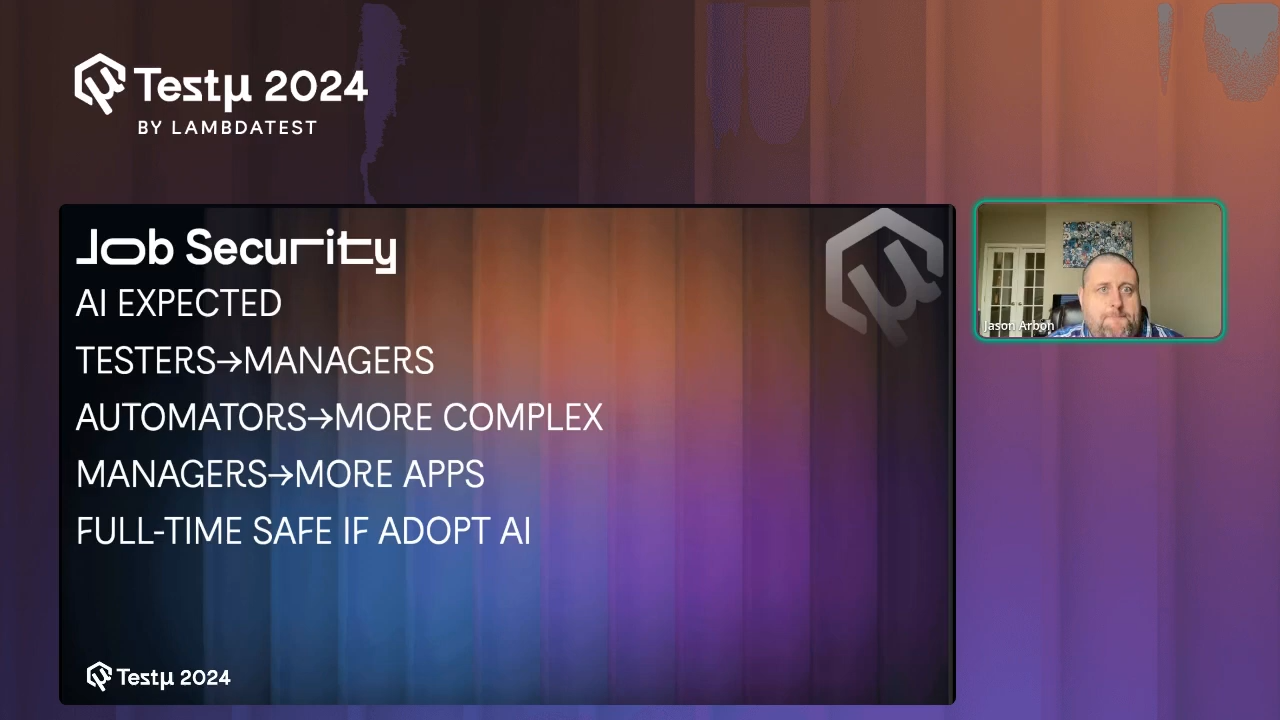 Testμ 2024
BY LAMBDATEST
Job Security
AI EXPECTED
TESTERS→MANAGERS
AUTOMATORS→MORE COMPLEX
MANAGERS→MORE APPS
FULL-TIME SAFE IF ADOPT AI
Testμ 2024
Jason Arbon